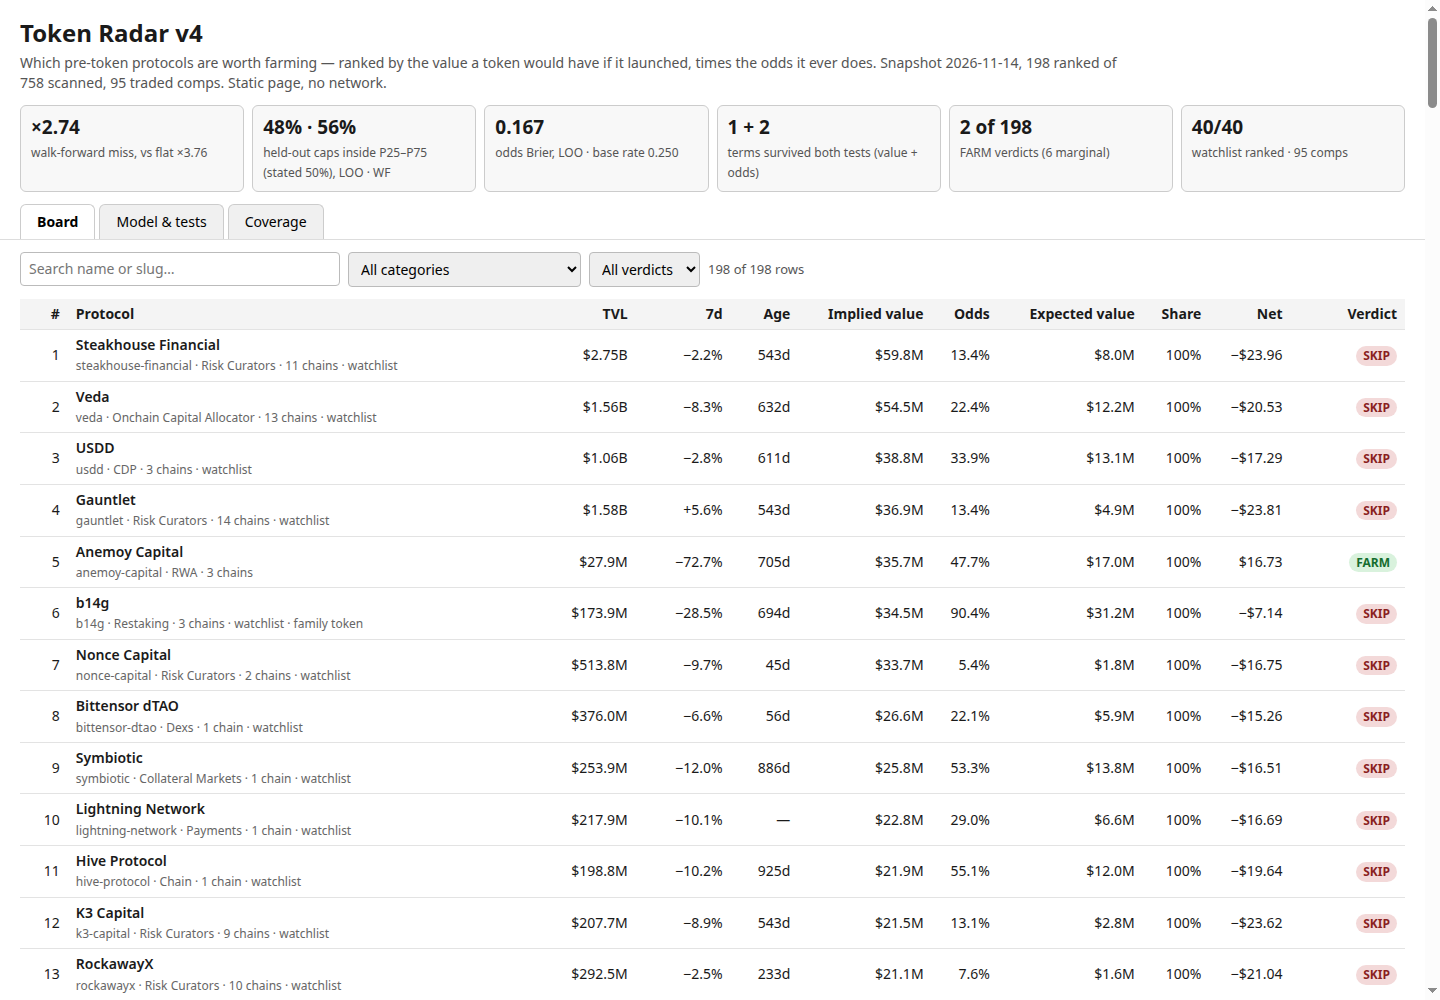 Token Radar v4
Which pre-token protocols are worth farming — ranked by the value a token would have if it launched, times the odds it ever does. Snapshot 2026-11-14, 198 ranked of
758 scanned, 95 traded comps. Static page, no network.
×2.74
walk-forward miss, vs flat ×3.76
48% · 56%
held-out caps inside P25–P75
(stated 50%), LOO · WF
0.167
odds Brier, LOO · base rate 0.250
1 + 2
terms survived both tests (value +
odds)
2 of 198
FARM verdicts (6 marginal)
40/40
watchlist ranked · 95 comps
Board
Model & tests
Coverage
Search name or slug...
All categories
All verdicts
198 of 198 rows
# Protocol TVL 7d Age Implied value Odds Expected value Share Net Verdict
1 Steakhouse Financial $2.75B −2.2% 543d $59.8M 13.4% $8.0M 100% −$23.96 SKIP
steakhouse-financial · Risk Curators · 11 chains · watchlist
2 Veda $1.56B −8.3% 632d $54.5M 22.4% $12.2M 100% −$20.53 SKIP
veda · Onchain Capital Allocator · 13 chains · watchlist
3 USDD $1.06B −2.8% 611d $38.8M 33.9% $13.1M 100% −$17.29 SKIP
usdd · CDP · 3 chains · watchlist
4 Gauntlet $1.58B +5.6% 543d $36.9M 13.4% $4.9M 100% −$23.81 SKIP
gauntlet · Risk Curators · 14 chains · watchlist
5 Anemoy Capital $27.9M −72.7% 705d $35.7M 47.7% $17.0M 100% $16.73 FARM
anemoy-capital · RWA · 3 chains
6 b14g $173.9M −28.5% 694d $34.5M 90.4% $31.2M 100% −$7.14 SKIP
b14g · Restaking · 3 chains · watchlist · family token
7 Nonce Capital $513.8M −9.7% 45d $33.7M 5.4% $1.8M 100% −$16.75 SKIP
nonce-capital · Risk Curators · 2 chains · watchlist
8 Bittensor dTAO $376.0M −6.6% 56d $26.6M 22.1% $5.9M 100% −$15.26 SKIP
bittensor-dtao · Dexs · 1 chain · watchlist
9 Symbiotic $253.9M −12.0% 886d $25.8M 53.3% $13.8M 100% −$16.51 SKIP
symbiotic · Collateral Markets · 1 chain · watchlist
10 Lightning Network $217.9M −10.1% — $22.8M 29.0% $6.6M 100% −$16.69 SKIP
lightning-network · Payments · 1 chain · watchlist
11 Hive Protocol $198.8M −10.2% 925d $21.9M 55.1% $12.0M 100% −$19.64 SKIP
hive-protocol · Chain · 1 chain · watchlist
12 K3 Capital $207.7M −8.9% 543d $21.5M 13.1% $2.8M 100% −$23.62 SKIP
k3-capital · Risk Curators · 9 chains · watchlist
13 RockawayX $292.5M −2.5% 233d $21.1M 7.6% $1.6M 100% −$21.04 SKIP
rockawayx · Risk Curators · 10 chains · watchlist